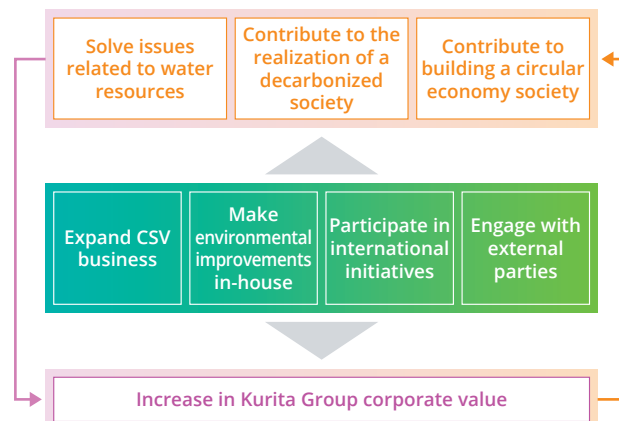 Solve issues
related to water
resources
Contribute to the
realization of a
decarbonized
society
Contribute to
building a circular
economy society
Expand CSV
business
Make
environmental
improvements
in-house
Participate in
international
initiatives
Engage with
external
parties
Increase in Kurita Group corporate value